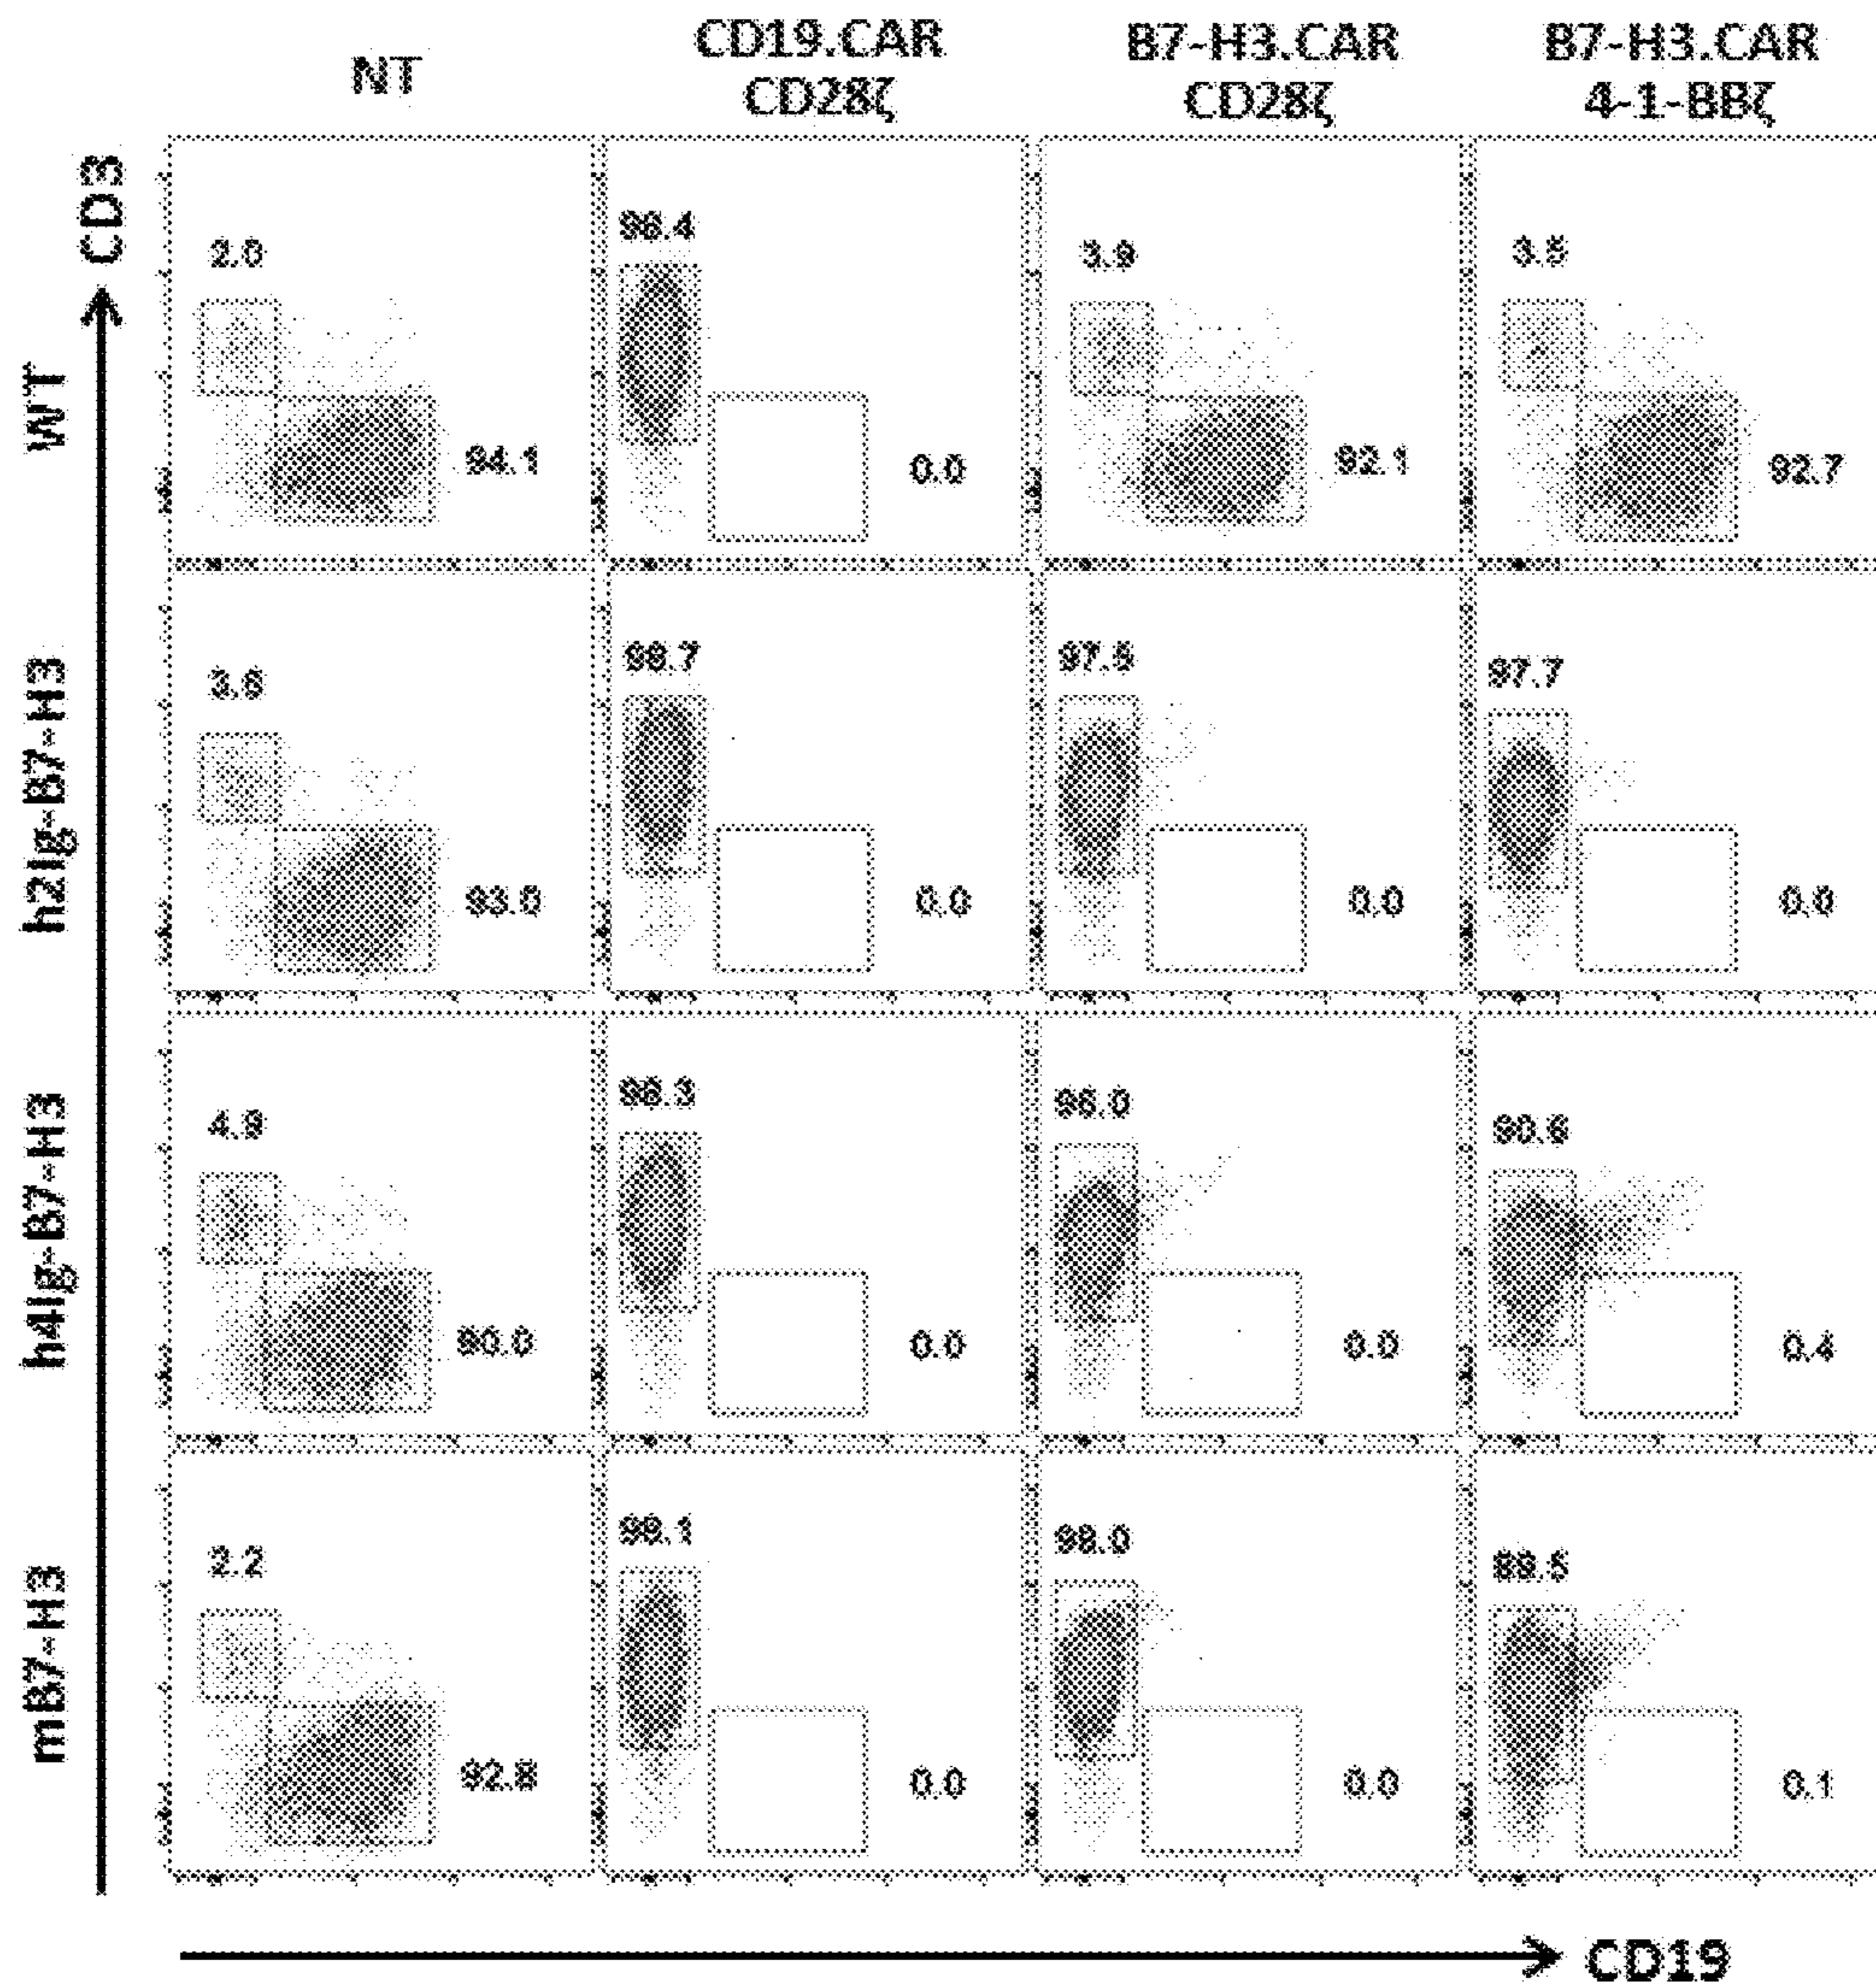 NT
CD19.CAR
CD28ζ
B7-H3.CAR
CD28ζ
B7-H3.CAR
4-1-BBζ
CD3
WT
2.0
94.1
98.4
0.0
3.9
92.1
3.5
92.7
h2Ig-B7-H3
3.6
93.0
98.7
0.0
97.5
0.0
97.7
0.0
h4Ig-B7-H3
4.9
90.0
98.3
0.0
96.0
0.0
90.6
0.4
mB7-H3
2.2
92.8
98.1
0.0
98.0
0.0
89.5
0.1
CD19